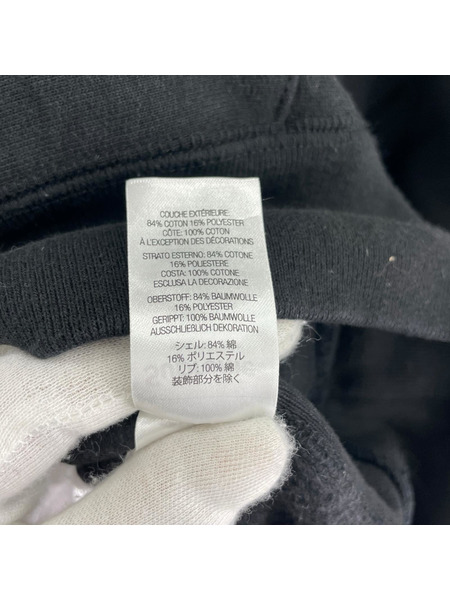 COUCHE EXTÉRIEURE:
84% COTON 16% POLYESTER
CÔTE: 100% COTON
À L'EXCEPTION DES DÉCORATIONS
STRATO ESTERNO: 84% COTONE
16% POLIESTERE
COSTA: 100% COTONE
ESCLUSA LA DECORAZIONE
OBERSTOFF: 84% BAUMWOLLE
16% POLYESTER
GERIPPT: 100% BAUMWOLLE
AUSSCHLIEBLICH DEKORATION
シェル: 84% 綿
16% ポリエステル
リブ: 100% 綿
装飾部分を除く